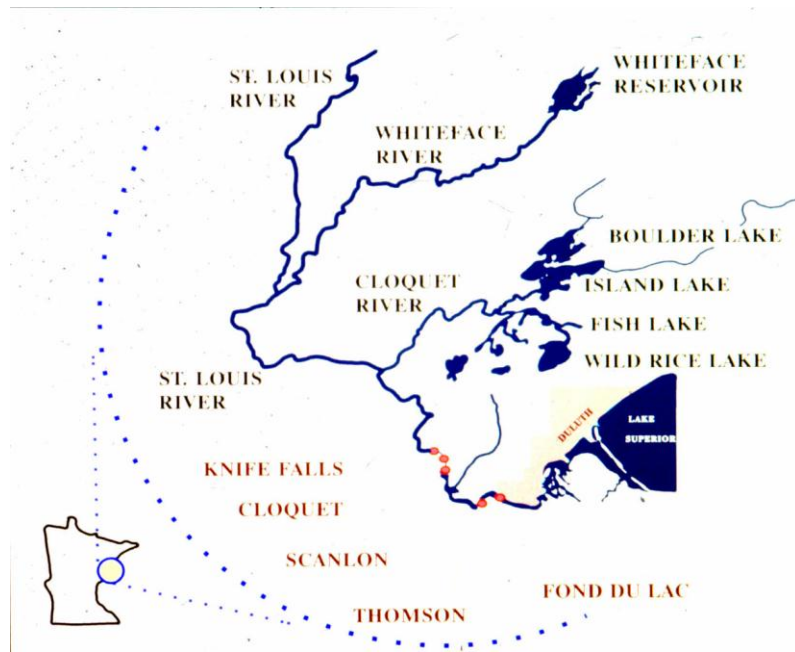 WHITEFACE
RESERVOIR
ST. LOUIS
RIVER
WHITEFACE
RIVER
BOULDER LAKE
CLOQUET
RIVER
ISLAND LAKE
FISH LAKE
WILD RICE LAKE
ST. LOUIS
RIVER
DULUTH
LAKE
SUPERIOR
KNIFE FALLS
CLOQUET
SCANLON
THOMSON
FOND DU LAC